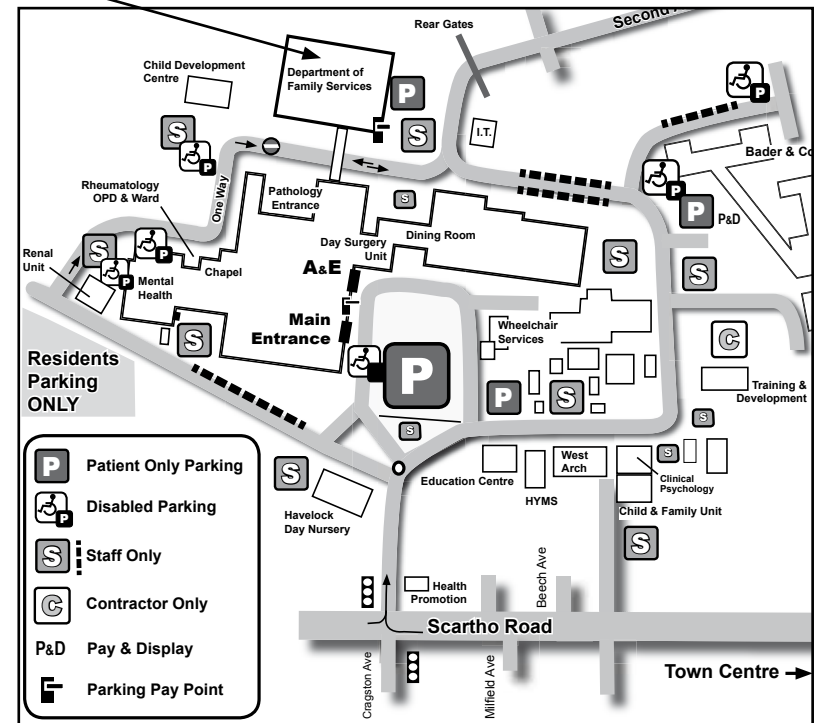 Rear Gates
Second
Child Development
Centre
Department of
Family Services
P
P
S
S
P
I.T.
P
Bader & Co
P
P
P&D
Rheumatology
OPD & Ward
One Way
Pathology
Entrance
S
Day Surgery
Unit
Dining Room
S
S
Renal
Unit
S
P
P
Mental
Health
Chapel
A&E
Main
Entrance
S
Wheelchair
Services
C
Residents
Parking
ONLY
P
P
S
Training &
Development
S
S
Education Centre
HYMS
West
Arch
S
Clinical
Psychology
Child & Family Unit
S
S
Havelock
Day Nursery
P Patient Only Parking
P Disabled Parking
S Staff Only
C Contractor Only
P&D Pay & Display
Parking Pay Point
Health
Promotion
Beech Ave
Scartho Road
Cragston Ave
Milfield Ave
Town Centre